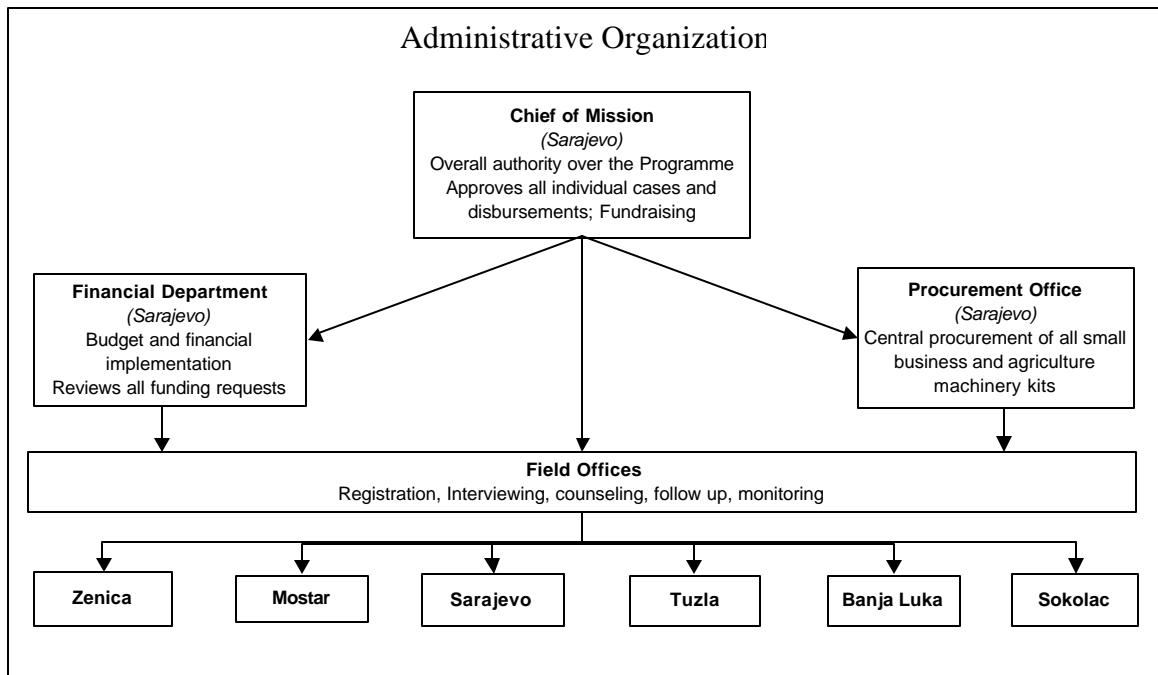 Administrative Organization
Chief of Mission
(Sarajevo)
Overall authority over the Programme
Approves all individual cases and
disbursements; Fundraising
Financial Department
(Sarajevo)
Budget and financial
implementation
Reviews all funding requests
Procurement Office
(Sarajevo)
Central procurement of all small
business and agriculture
machinery kits
Field Offices
Registration, Interviewing, counseling, follow up, monitoring
Zenica
Mostar
Sarajevo
Tuzla
Banja Luka
Sokolac